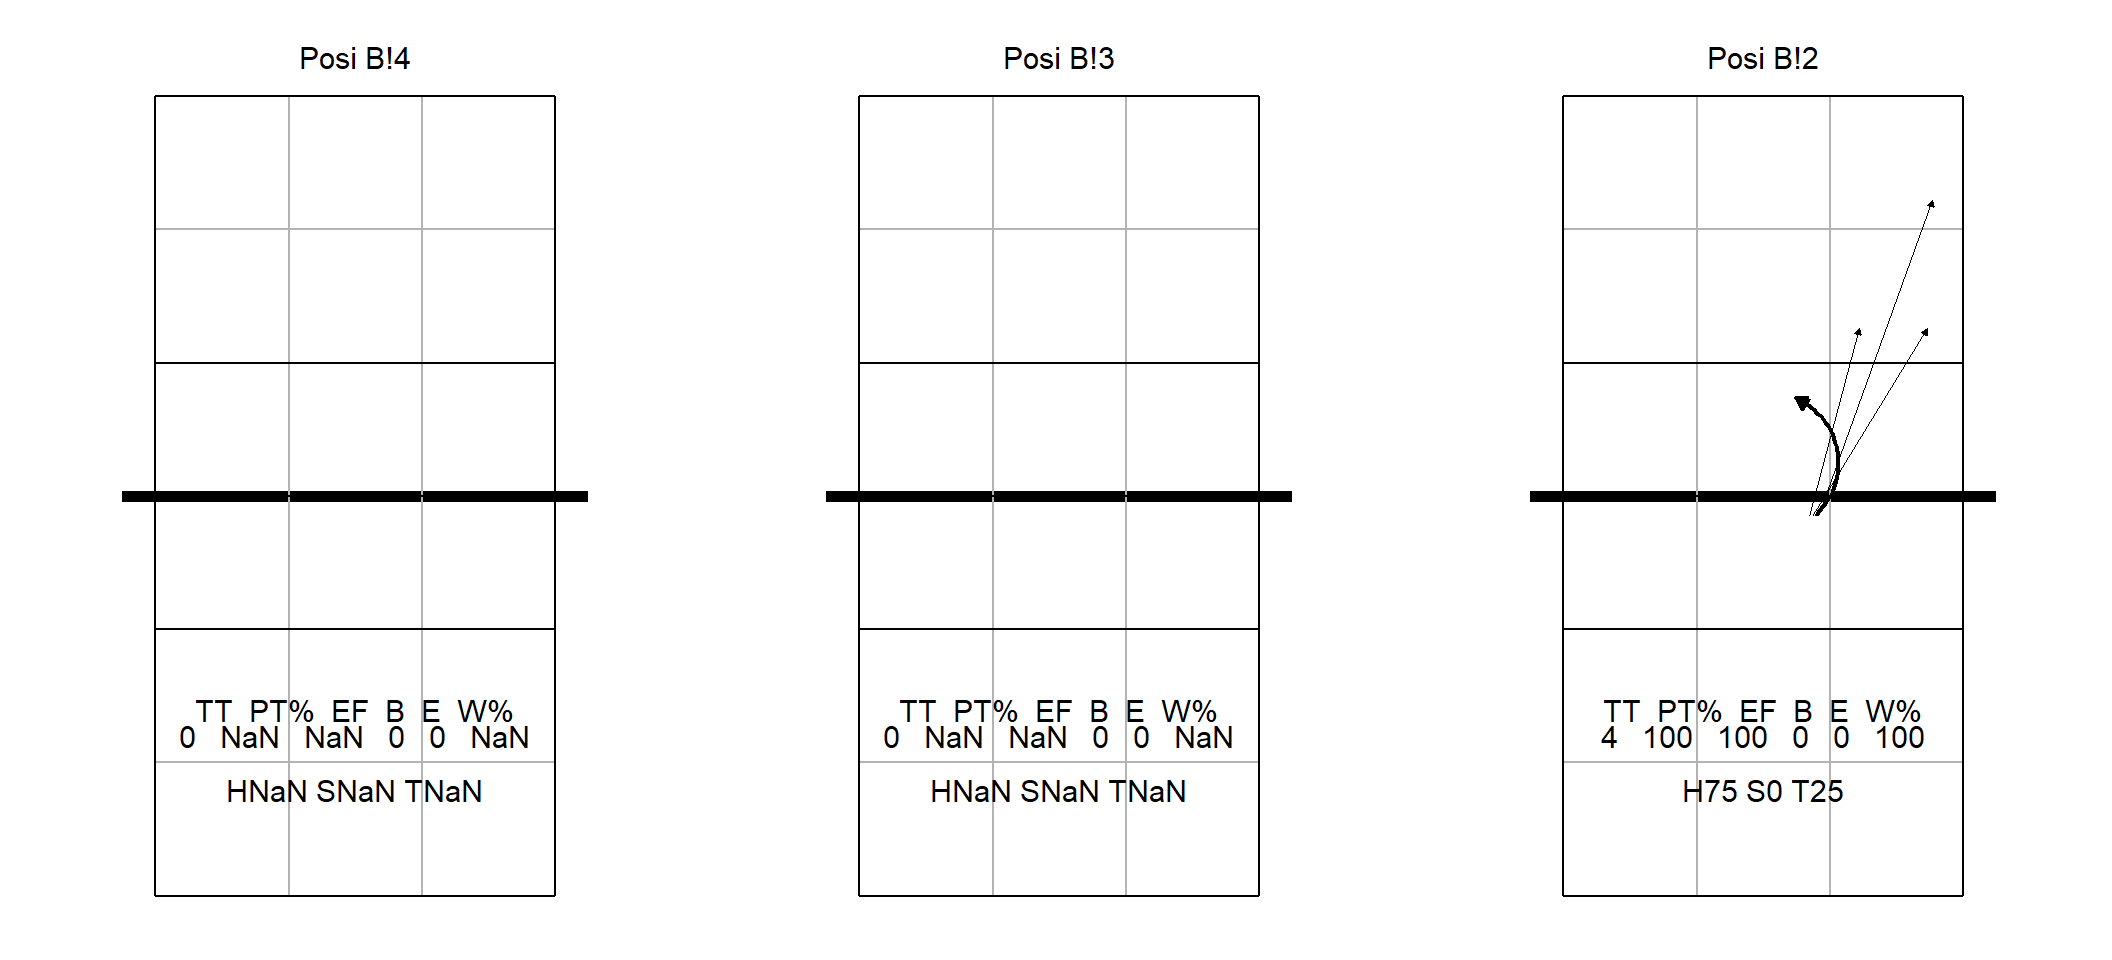 Posi B!4
TT PT% EF B E W%
0 NaN NaN 0 0 NaN
HNaN SNaN TNaN
Posi B!3
TT PT% EF B E W%
0 NaN NaN 0 0 NaN
HNaN SNaN TNaN
Posi B!2
TT PT% EF B E W%
4 100 100 0 0 100
H75 S0 T25